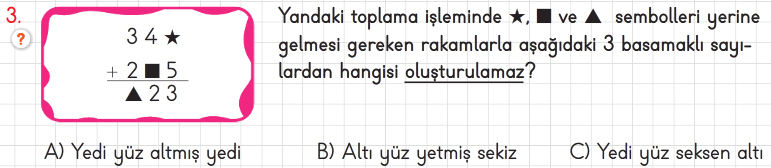 3.
?
3 4 ★
+ 2 ■ 5
▲ 2 3
Yandaki toplama işleminde ★, ■ ve ▲ sembolleri yerine
gelmesi gereken rakamlarla aşağıdaki 3 basamaklı sayı-
lardan hangisi oluşturulamaz?
A) Yedi yüz altmış yedi B) Altı yüz yetmiş sekiz C) Yedi yüz seksen altı